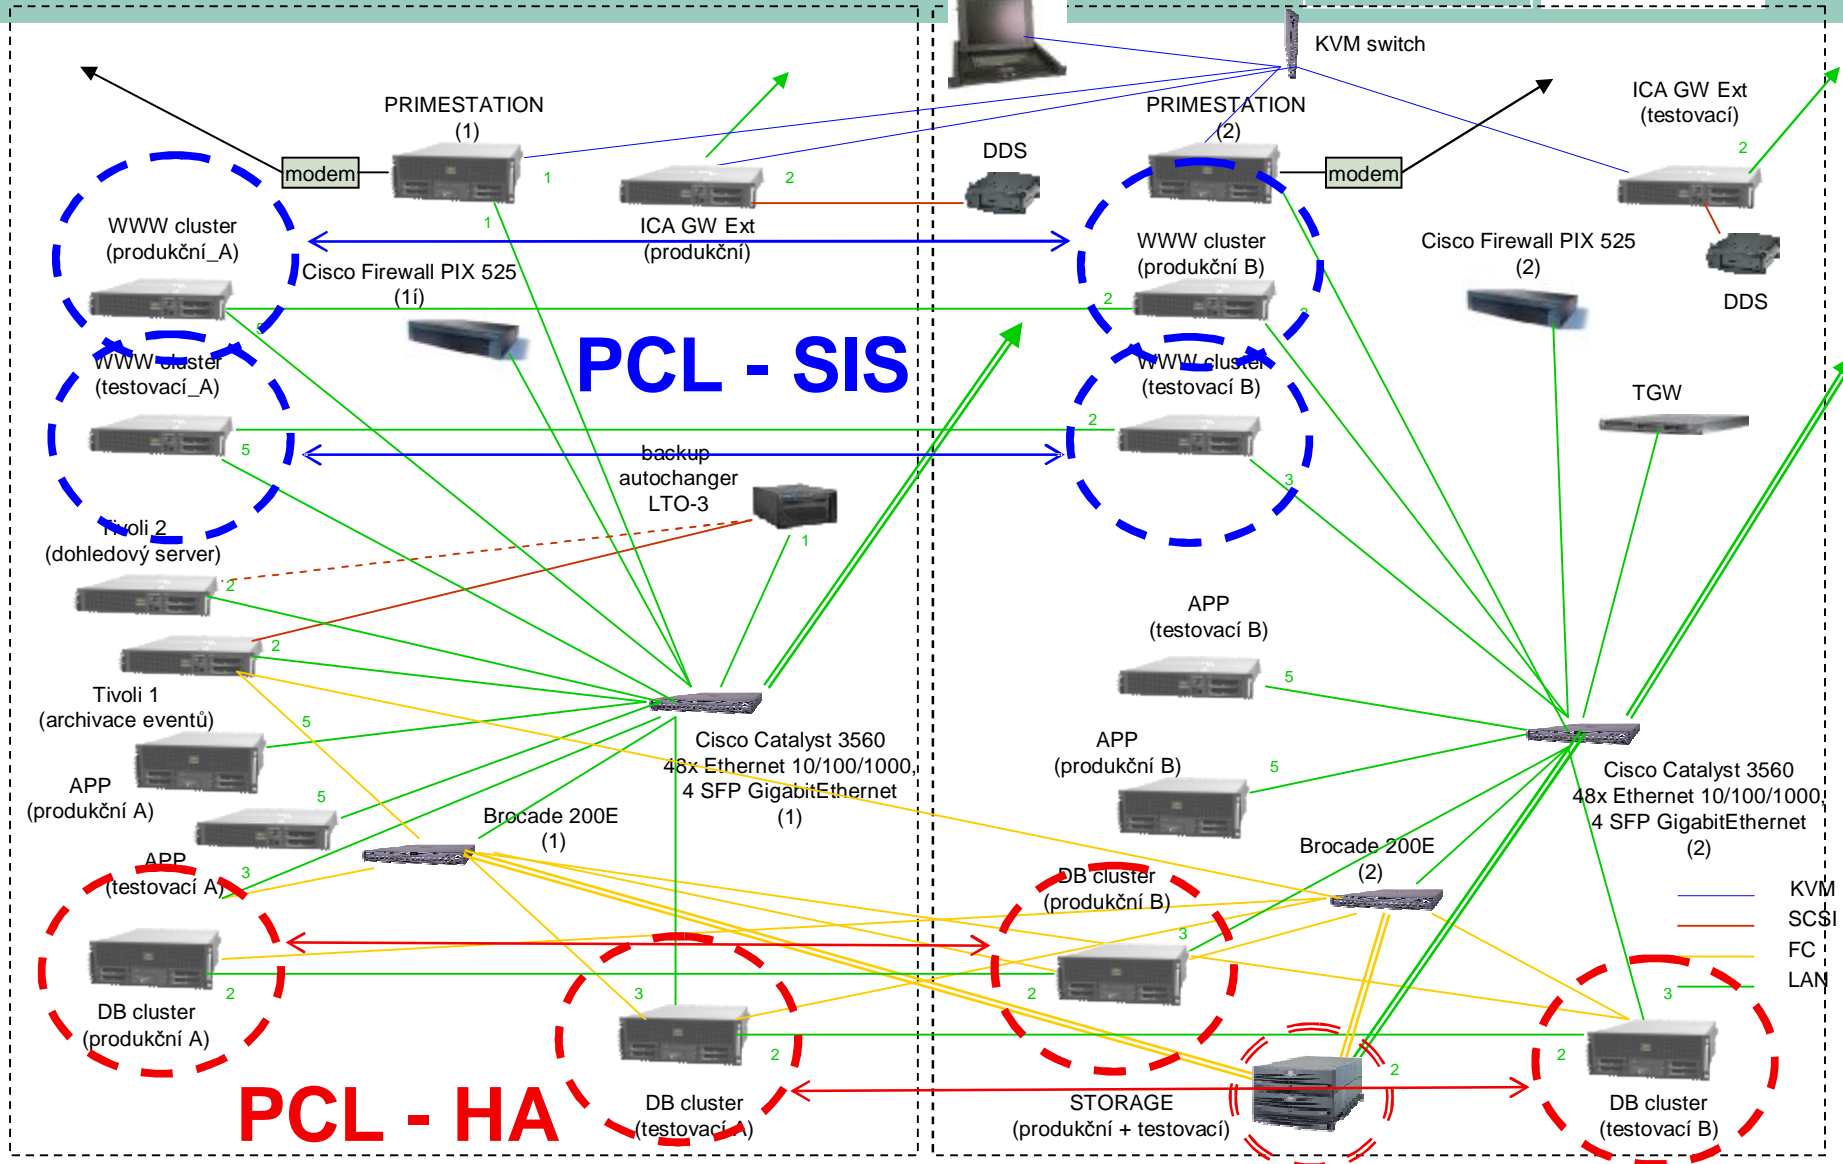 KVM switch
PRIMESTATION
(1)
PRIMESTATION
(2)
ICA GW Ext
(testovací)
modem
1
2
DDS
modem
2
WWW cluster
(produkční_A)
1
ICA GW Ext
(produkční)
WWW cluster
(produkční B)
Cisco Firewall PIX 525
(2)
Cisco Firewall PIX 525
(1í)
DDS
5
2
3
WWW cluster
(testovací_A)
PCL - SIS
WWW cluster
(testovací B)
TGW
5
2
backup
autochanger
LTO-3
3
Tivoli 2
(dohledový server)
1
2
APP
(testovací B)
2
5
Tivoli 1
(archivace eventů)
5
Cisco Catalyst 3560
48x Ethernet 10/100/1000,
4 SFP GigabitEthernet
(1)
APP
(produkční B)
5
Cisco Catalyst 3560
48x Ethernet 10/100/1000,
4 SFP GigabitEthernet
(2)
APP
(produkční A)
5
Brocade 200E
(1)
Brocade 200E
(2)
APP
(testovací A)
3
DB cluster
(produkční B)
KVM
SCSI
FC
LAN
3
2
3
2
3
DB cluster
(produkční A)
2
2
2
PCL - HA
DB cluster
(testovací A)
STORAGE
(produkční + testovací)
DB cluster
(testovací B)